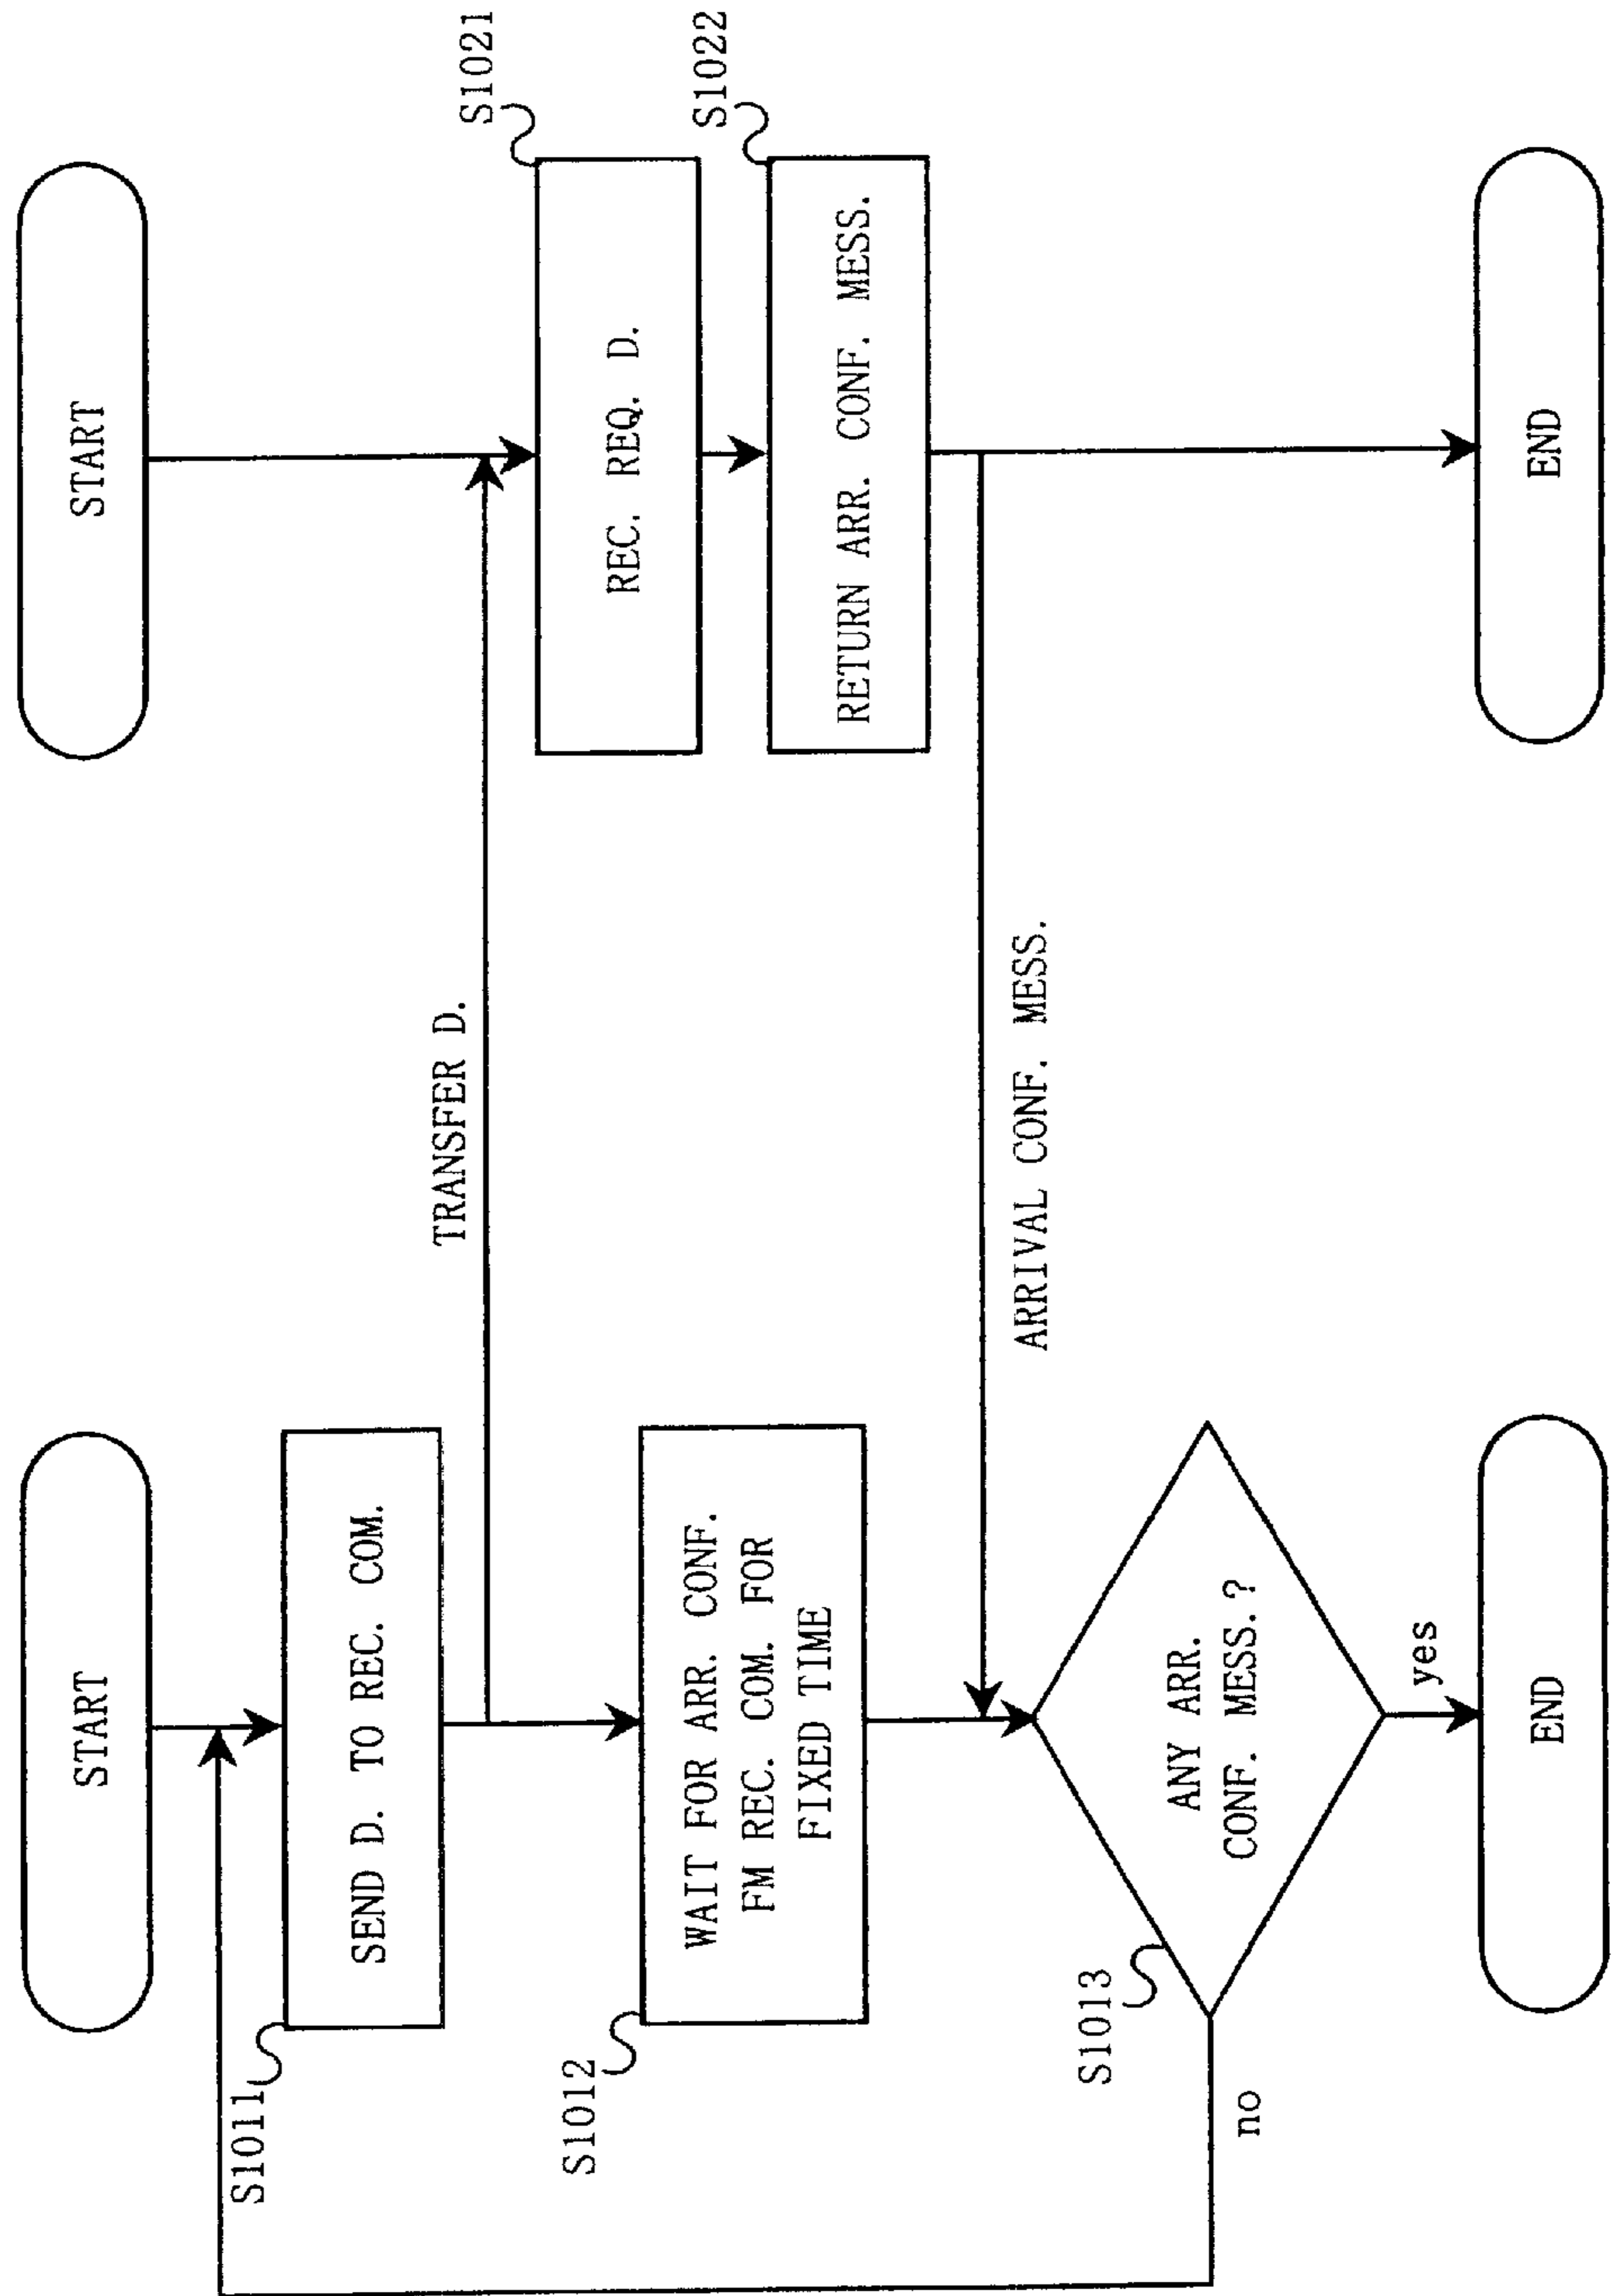 START
S1011
SEND D. TO REC. COM.
TRANSFER D.
S1012
WAIT FOR ARR. CONF.
FM REC. COM. FOR
FIXED TIME
ARRIVAL CONF. MESS.
S1013
ANY ARR.
CONF. MESS.?
no
yes
END
START
S1021
REC. REQ. D.
S1022
RETURN ARR. CONF. MESS.
END